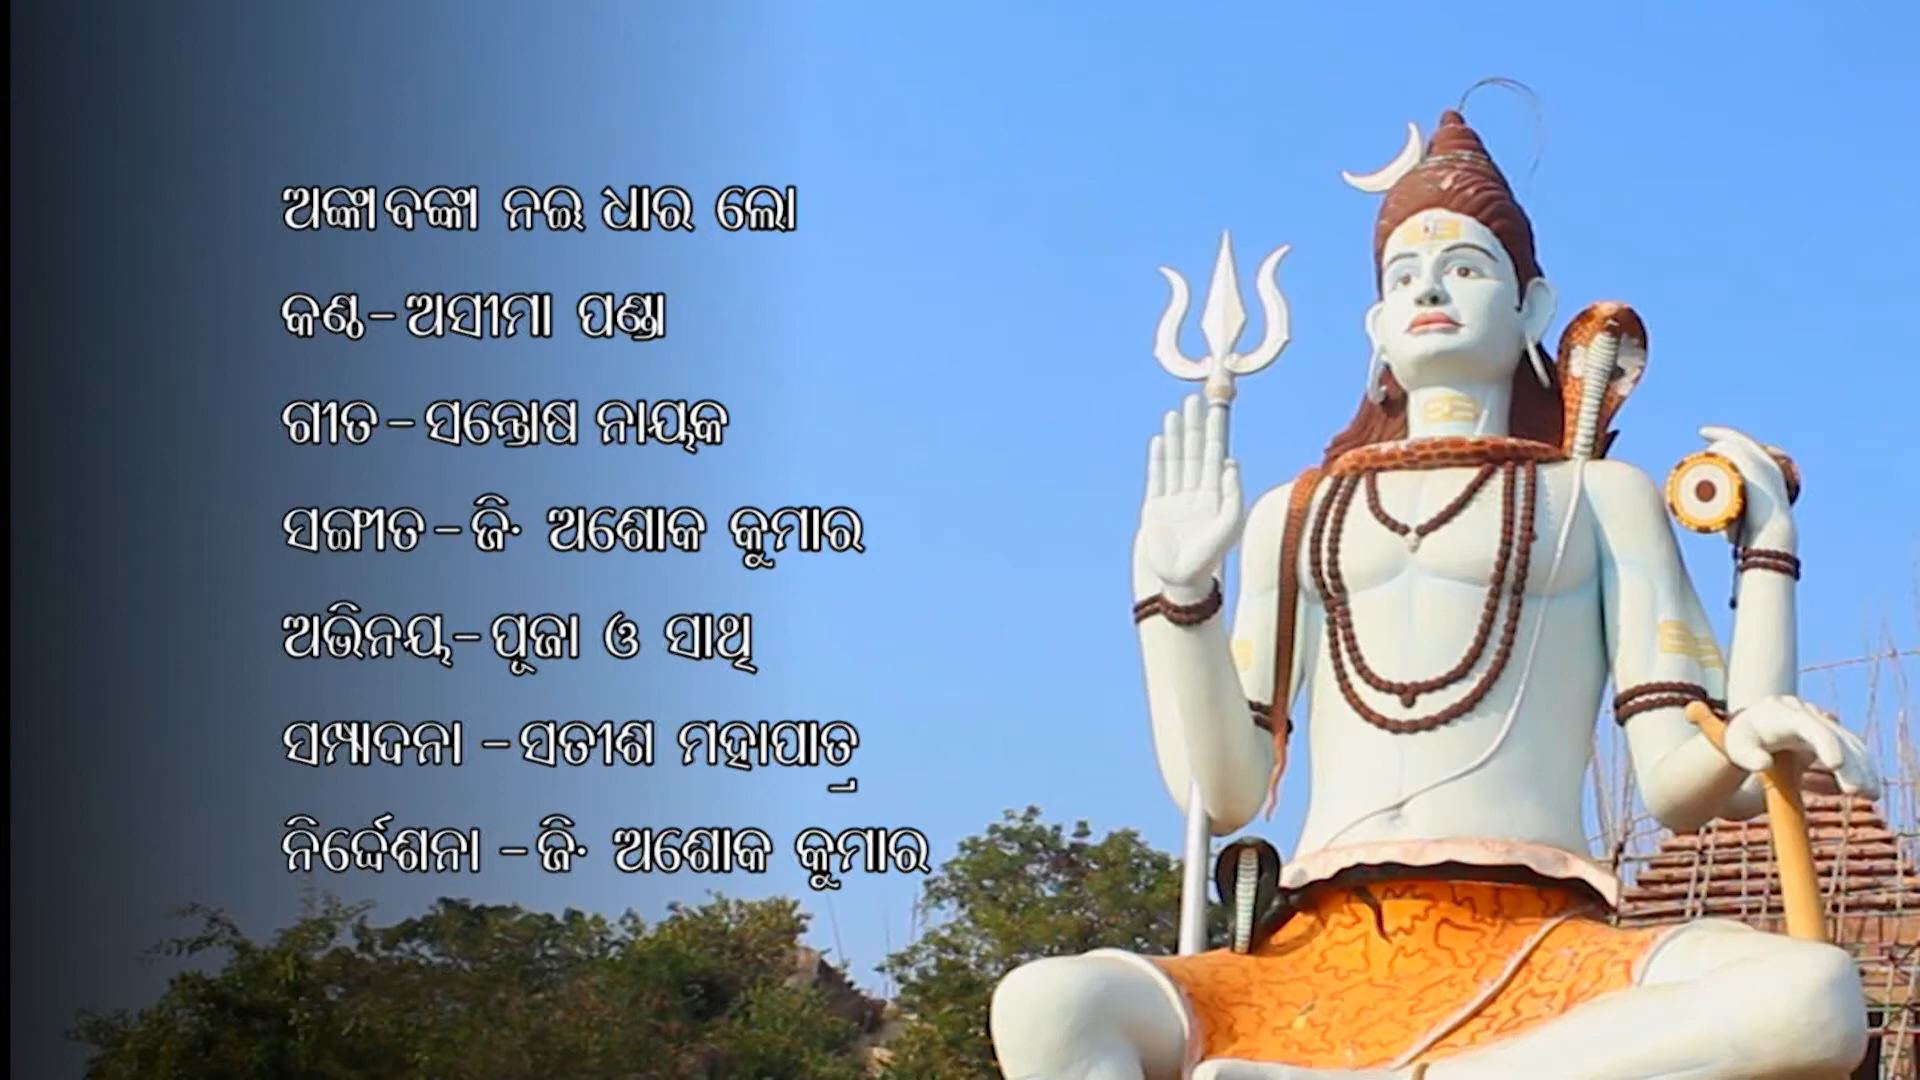 ଅଙ୍କା ବଙ୍କା ନଇ ଧାର ଲୋ
କଣ୍ଠ - ଅସୀମା ପଣ୍ଡା
ଗୀତ - ସନ୍ତୋଷ ନାୟକ
ସଙ୍ଗୀତ - ଜି. ଅଶୋକ କୁମାର
ଅଭିନୟ - ପୂଜା ଓ ସାଥି
ସମ୍ପାଦନା - ସତୀଶ ମହାପାତ୍ର
ନିର୍ଦ୍ଦେଶନା - ଜି. ଅଶୋକ କୁମାର